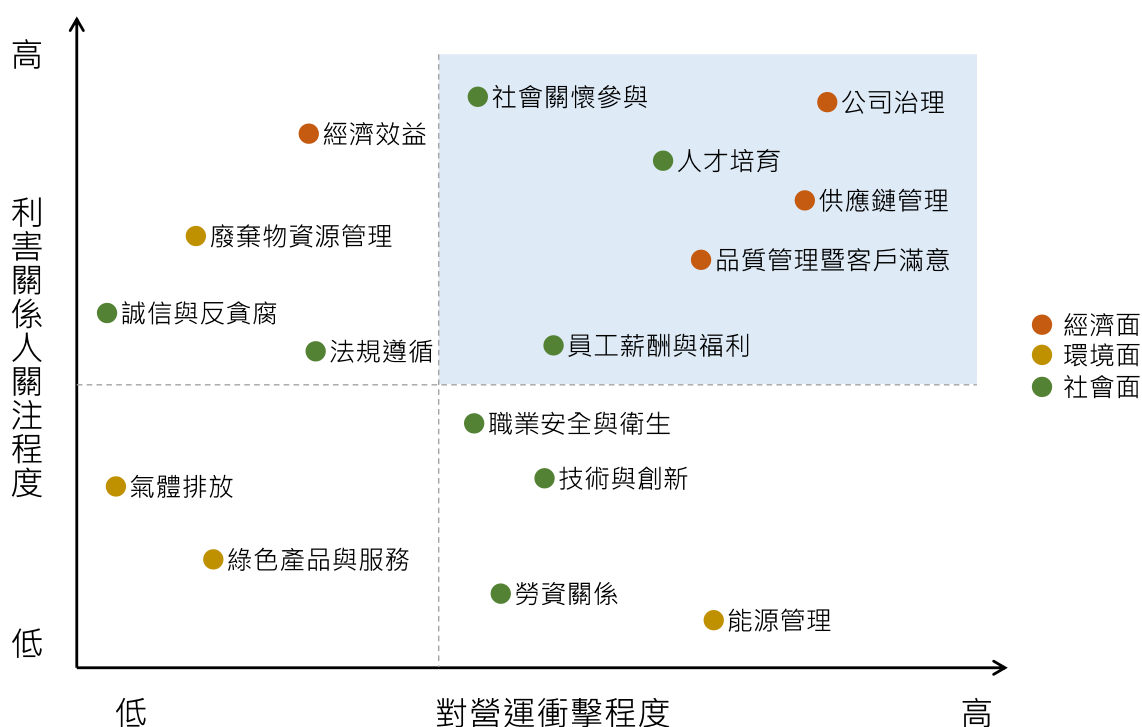 高
利害關係人關注程度
低
社會關懷參與
公司治理
經濟效益
人才培育
供應鏈管理
廢棄物資源管理
品質管理暨客戶滿意
誠信與反貪腐
法規遵循
員工薪酬與福利
職業安全與衛生
技術與創新
氣體排放
綠色產品與服務
勞資關係
能源管理
經濟面
環境面
社會面
低
對營運衝擊程度
高